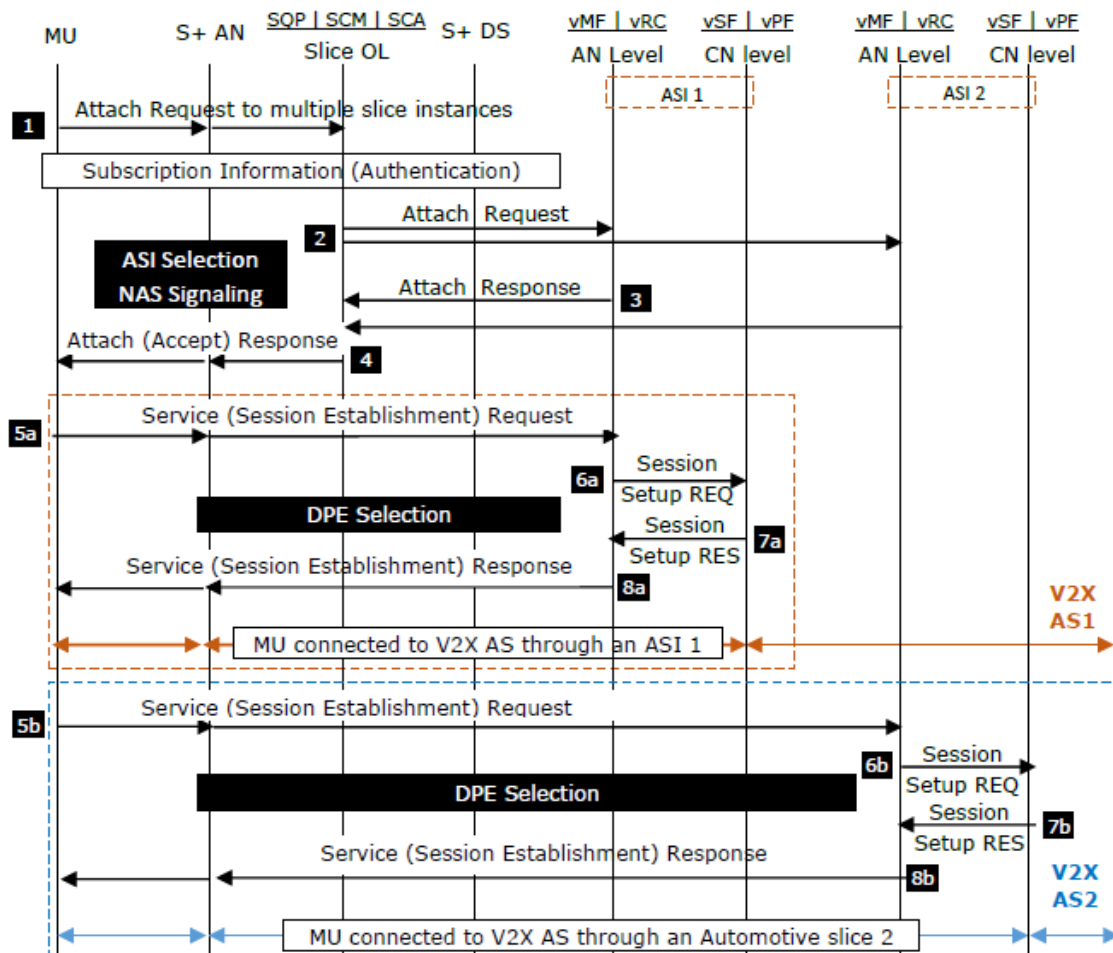 SQP | SCM | SCA
vMF | vRC
vSF | vPF
vMF | vRC
vSF | vPF
MU
S+ AN
Slice OL
S+ DS
AN Level
CN level
AN Level
CN level
ASI 1
ASI 2
Attach Request to multiple slice instances
1
Subscription Information (Authentication)
Attach Request
2
ASI Selection
NAS Signaling
Attach Response
3
Attach (Accept) Response
4
Service (Session Establishment) Request
5a
6a
Session
Setup REQ
DPE Selection
Session
Setup RES
7a
Service (Session Establishment) Response
8a
V2X
AS1
MU connected to V2X AS through an ASI 1
Service (Session Establishment) Request
5b
6b
Session
Setup REQ
DPE Selection
Session
Setup RES
7b
Service (Session Establishment) Response
8b
V2X
AS2
MU connected to V2X AS through an Automotive slice 2